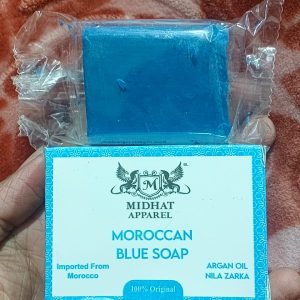 M
MIDHAT
APPAREL
MOROCCAN
BLUE SOAP
Imported From
Morocco
ARGAN OIL
NILA ZARKA
100% Original